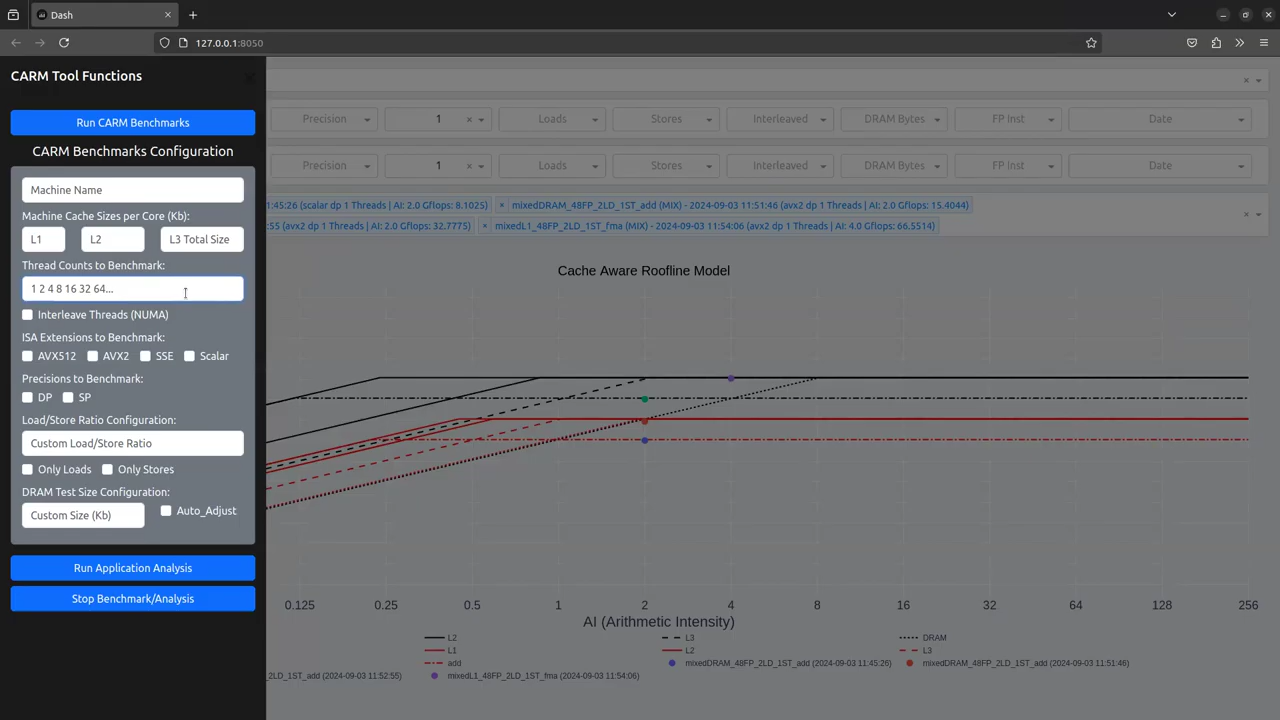 Dash
127.0.0.1:8050
CARM Tool Functions
Run CARM Benchmarks
CARM Benchmarks Configuration
Machine Name
Machine Cache Sizes per Core (Kb):
L1 L2 L3 Total Size
Thread Counts to Benchmark:
1 2 4 8 16 32 64...
Interleave Threads (NUMA)
ISA Extensions to Benchmark:
AVX512 AVX2 SSE Scalar
Precisions to Benchmark:
DP SP
Load/Store Ratio Configuration:
Custom Load/Store Ratio
Only Loads Only Stores
DRAM Test Size Configuration:
Custom Size (Kb) Auto_Adjust
Run Application Analysis
Stop Benchmark/Analysis
Precision 1 Loads Stores Interleaved DRAM Bytes FP Inst Date
Precision 1 Loads Stores Interleaved DRAM Bytes FP Inst Date
1:45:26 (scalar dp 1 Threads | AI: 2.0 Gflops: 8.1025) × mixedDRAM_48FP_2LD_1ST_add (MIX) - 2024-09-03 11:51:46 (avx2 dp 1 Threads | AI: 2.0 Gflops: 15.4044)
:55 (avx2 dp 1 Threads | AI: 2.0 Gflops: 32.7775) × mixedL1_48FP_2LD_1ST_fma (MIX) - 2024-09-03 11:54:06 (avx2 dp 1 Threads | AI: 4.0 Gflops: 66.5514)
Cache Aware Roofline Model
0.125 0.25 0.5 1 2 4 8 16 32 64 128 256
AI (Arithmetic Intensity)
L2 L3 DRAM
L1 L2 L3
add mixedDRAM_48FP_2LD_1ST_add (2024-09-03 11:45:26) mixedDRAM_48FP_2LD_1ST_add (2024-09-03 11:51:46)
_2LD_1ST_add (2024-09-03 11:52:55) mixedL1_48FP_2LD_1ST_fma (2024-09-03 11:54:06)